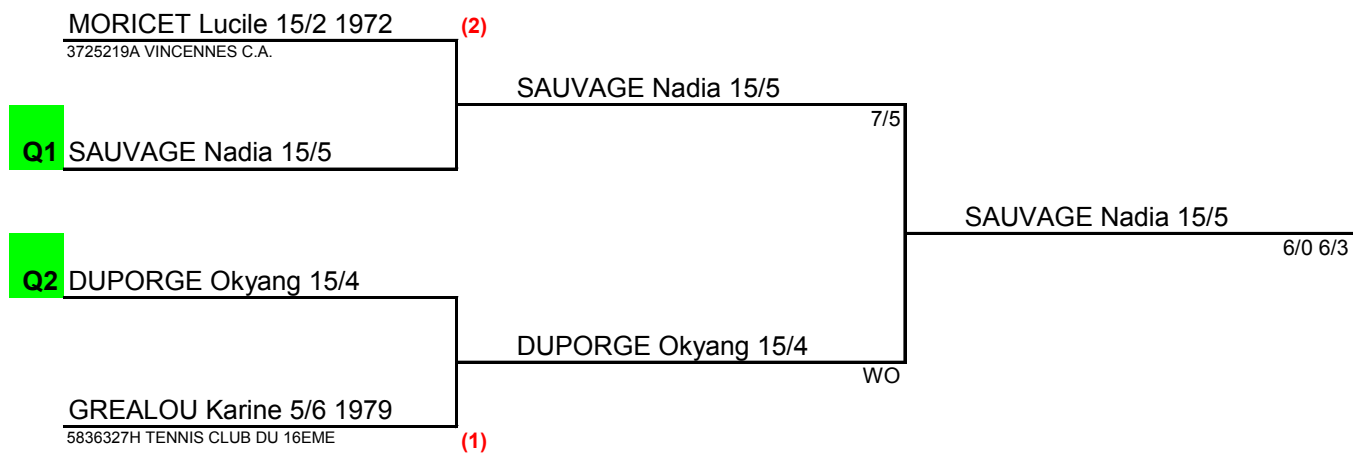 MORICET Lucile 15/2 1972
(2)
3725219A VINCENNES C.A.
SAUVAGE Nadia 15/5
7/5
Q1 SAUVAGE Nadia 15/5
SAUVAGE Nadia 15/5
6/0 6/3
Q2 DUPORGE Okyang 15/4
DUPORGE Okyang 15/4
WO
GREALOU Karine 5/6 1979
5836327H TENNIS CLUB DU 16EME
(1)